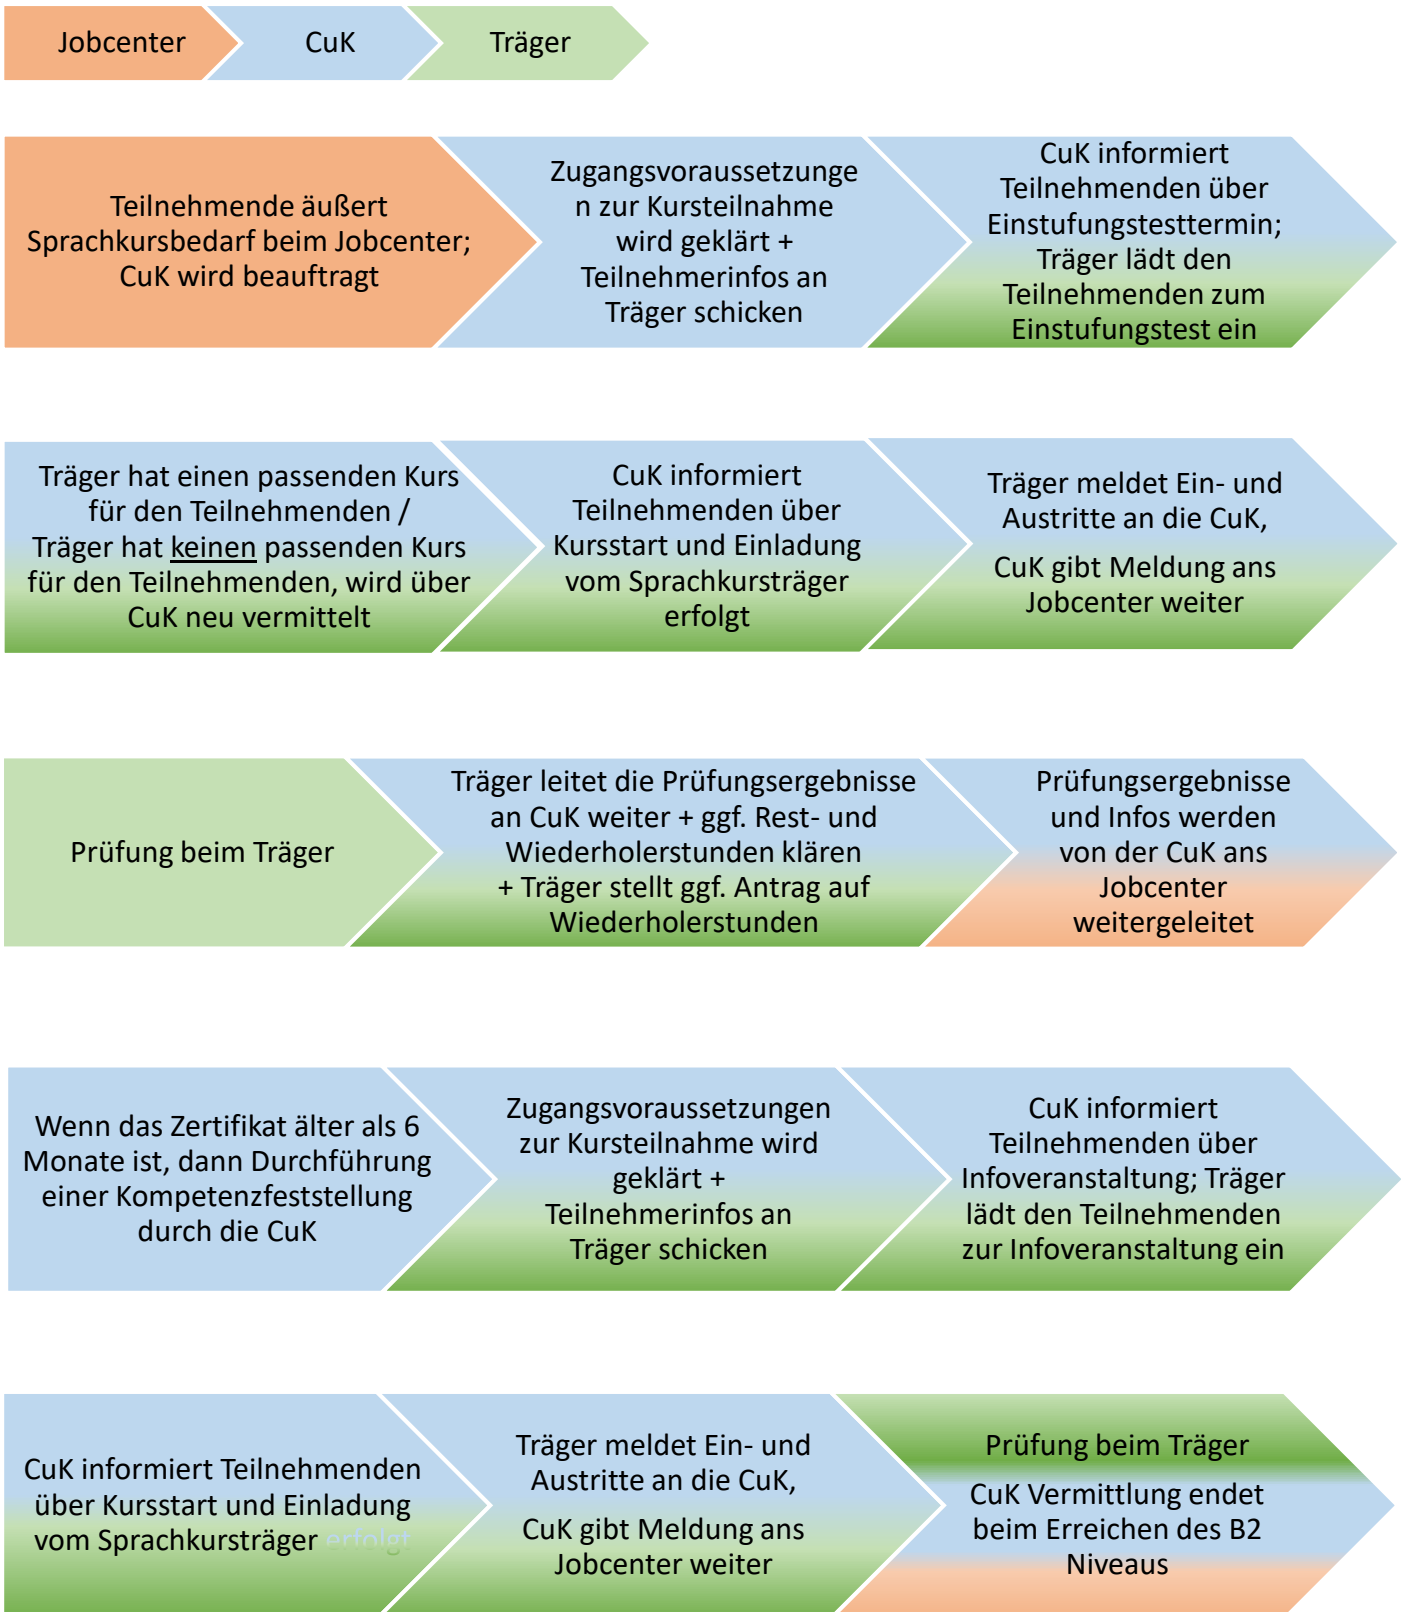 Jobcenter
CuK
Träger
Teilnehmende äußert
Sprachkursbedarf beim Jobcenter;
CuK wird beauftragt
Zugangsvoraussetzunge
n zur Kursteilnahme
wird geklärt +
Teilnehmerinfos an
Träger schicken
CuK informiert
Teilnehmenden über
Einstufungstesttermin;
Träger lädt den
Teilnehmenden zum
Einstufungstest ein
Träger hat einen passenden Kurs
für den Teilnehmenden /
Träger hat keinen passenden Kurs
für den Teilnehmenden, wird über
CuK neu vermittelt
CuK informiert
Teilnehmenden über
Kursstart und Einladung
vom Sprachkursträger
erfolgt
Träger meldet Ein- und
Austritte an die CuK,
CuK gibt Meldung ans
Jobcenter weiter
Prüfung beim Träger
Träger leitet die Prüfungsergebnisse
an CuK weiter + ggf. Rest- und
Wiederholerstunden klären
+ Träger stellt ggf. Antrag auf
Wiederholerstunden
Prüfungsergebnisse
und Infos werden
von der CuK ans
Jobcenter
weitergeleitet
Wenn das Zertifikat älter als 6
Monate ist, dann Durchführung
einer Kompetenzfeststellung
durch die CuK
Zugangsvoraussetzungen
zur Kursteilnahme wird
geklärt +
Teilnehmerinfos an
Träger schicken
CuK informiert
Teilnehmenden über
Infoveranstaltung; Träger
lädt den Teilnehmenden
zur Infoveranstaltung ein
CuK informiert Teilnehmenden
über Kursstart und Einladung
vom Sprachkursträger erfolgt
Träger meldet Ein- und
Austritte an die CuK,
CuK gibt Meldung ans
Jobcenter weiter
Prüfung beim Träger
CuK Vermittlung endet
beim Erreichen des B2
Niveaus